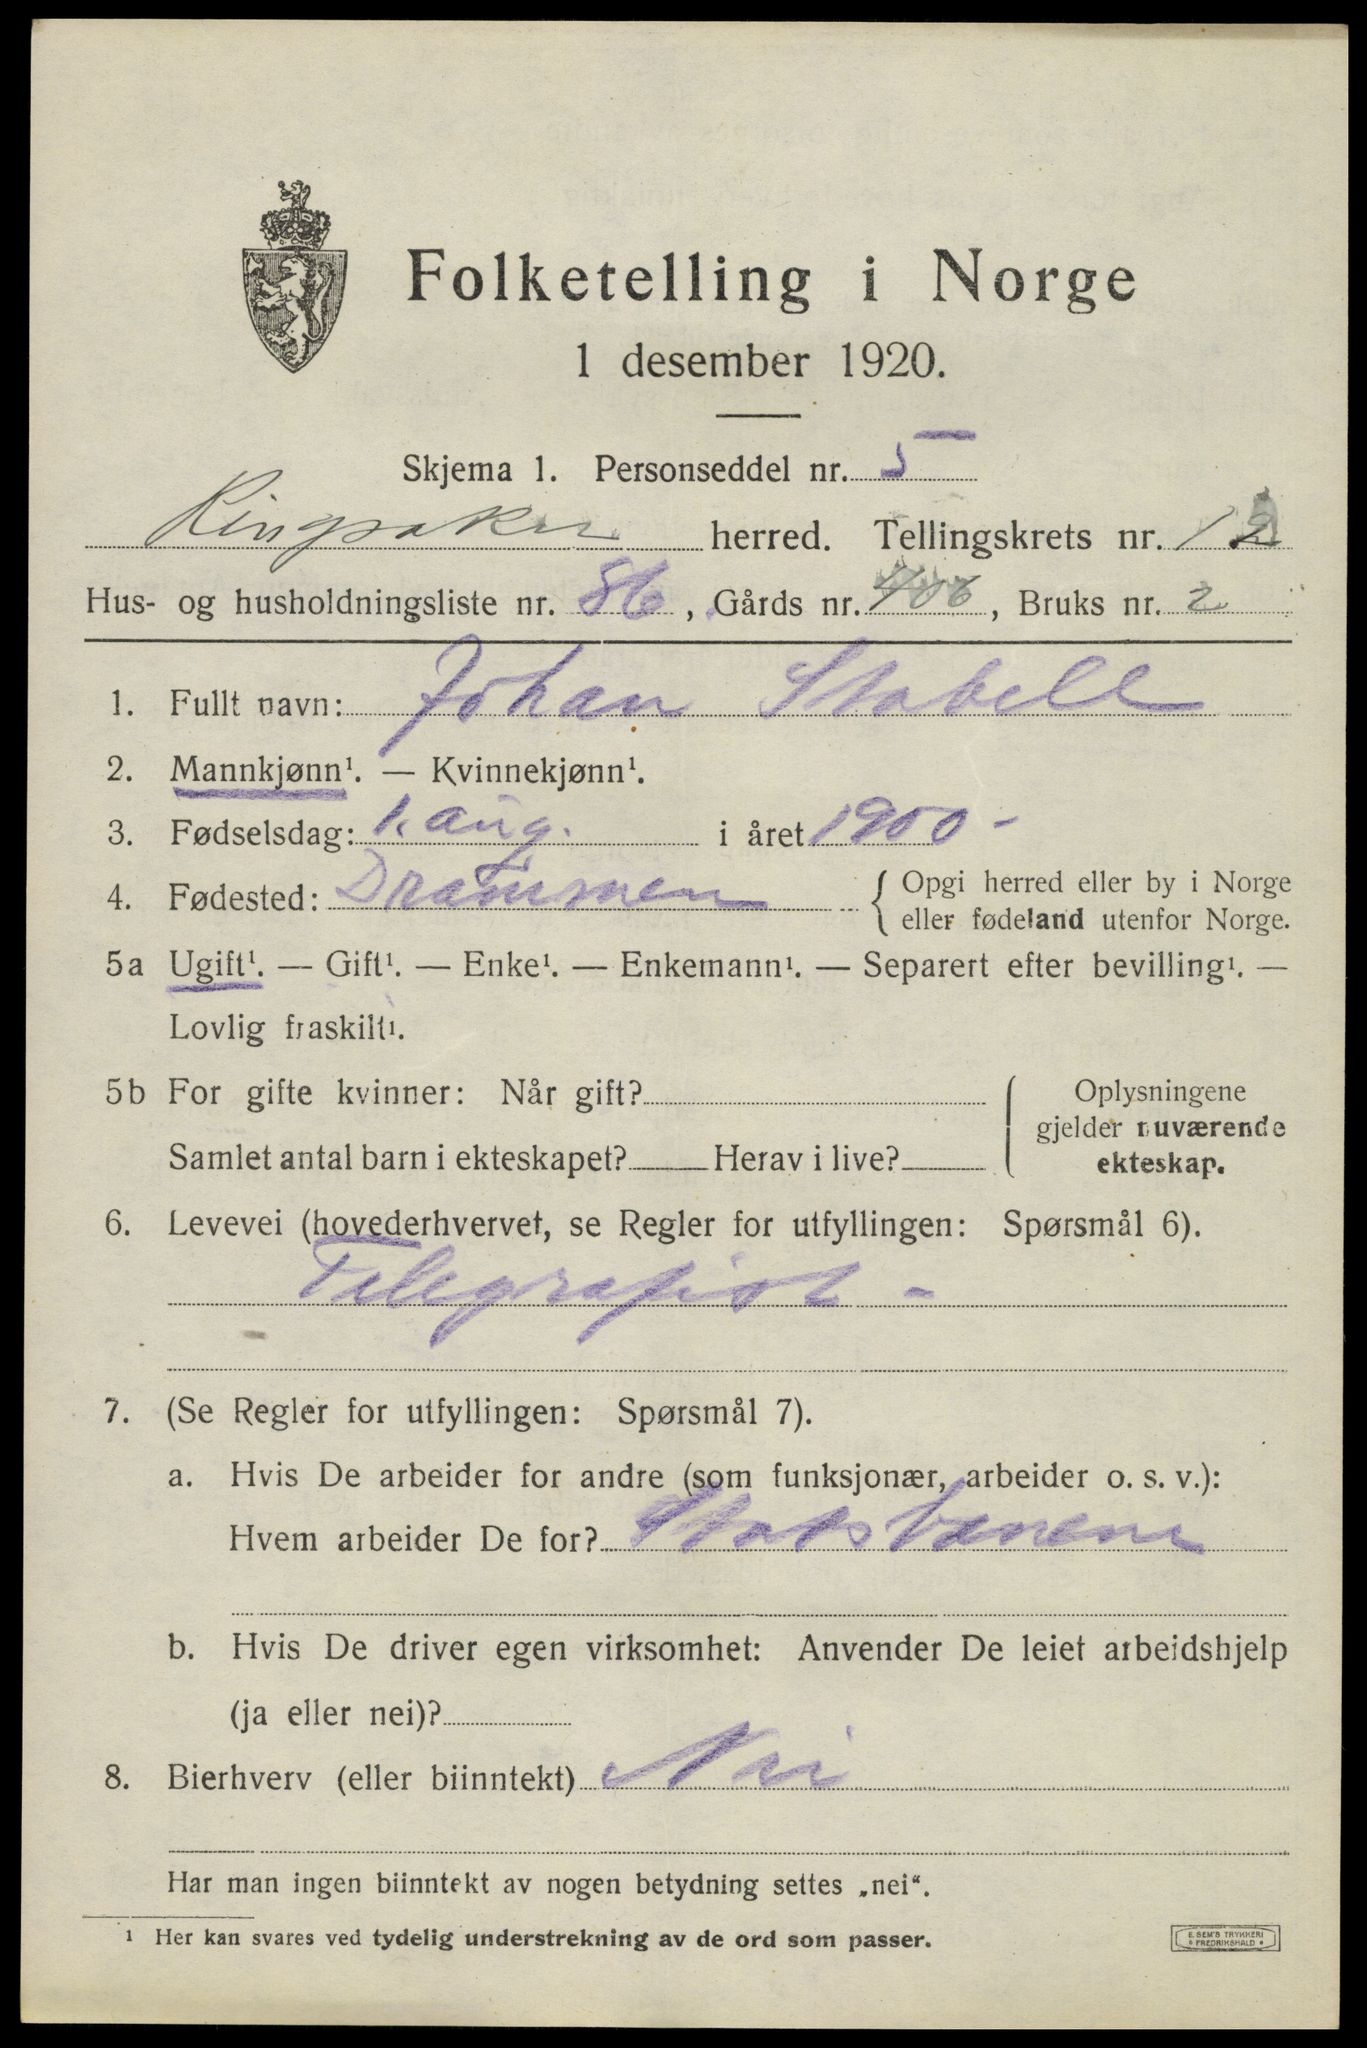 Folketelling i Norge
1 desember 1920.
Skjema 1. Personseddel nr. 5
Ringsaker herred. Tellingskrets nr. 12
Hus- og husholdningsliste nr. 86, Gårds nr. 406, Bruks nr. 2
1. Fullt navn: Johan Stabell
2. Mannkjønn¹. — Kvinnekjønn¹.
3. Fødselsdag: 1. aug. i året 1900 -
4. Fødested: Drammen { Opgi herred eller by i Norge
eller fødeland utenfor Norge.
5a Ugift¹. — Gift¹. — Enke¹. — Enkemann¹. — Separert efter bevilling¹. —
Lovlig fraskilt¹.
5b For gifte kvinner: Når gift? ( Oplysningene
gjelder nuværende
Samlet antal barn i ekteskapet? Herav i live? ekteskap.
6. Levevei (hovederhvervet, se Regler for utfyllingen: Spørsmål 6).
Telegrafist -
7. (Se Regler for utfyllingen: Spørsmål 7).
a. Hvis De arbeider for andre (som funksjonær, arbeider o. s. v.):
Hvem arbeider De for? Statsbanene
b. Hvis De driver egen virksomhet: Anvender De leiet arbeidshjelp
(ja eller nei)?
8. Bierhverv (eller biinntekt) Nei
Har man ingen biinntekt av nogen betydning settes „nei“.
¹ Her kan svares ved tydelig understrekning av de ord som passer.
E. SEM'S TRYKKERI
FREDRIKSHALD